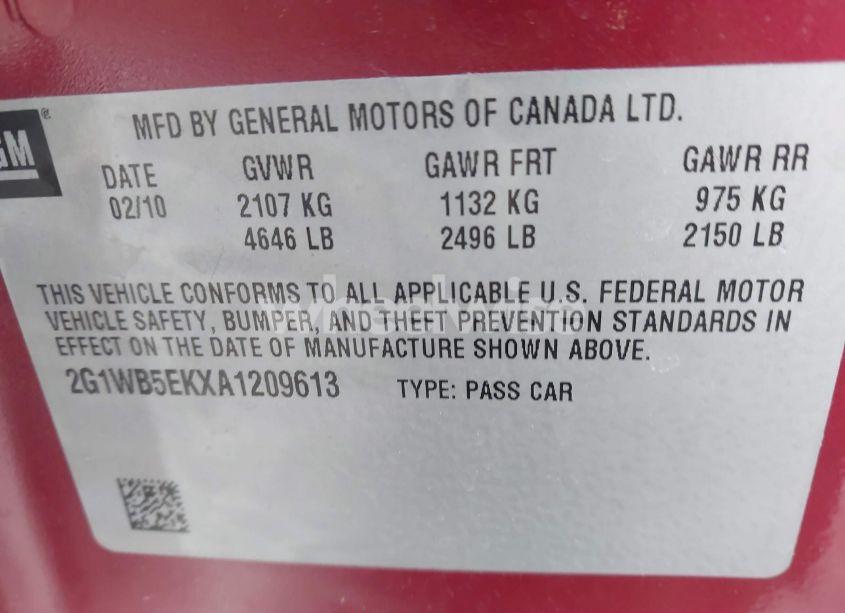 GM
MFD BY GENERAL MOTORS OF CANADA LTD.
DATE GVWR GAWR FRT GAWR RR
02/10 2107 KG 1132 KG 975 KG
4646 LB 2496 LB 2150 LB
THIS VEHICLE CONFORMS TO ALL APPLICABLE U.S. FEDERAL MOTOR
VEHICLE SAFETY, BUMPER, AND THEFT PREVENTION STANDARDS IN
EFFECT ON THE DATE OF MANUFACTURE SHOWN ABOVE.
2G1WB5EKXA1209613 TYPE: PASS CAR